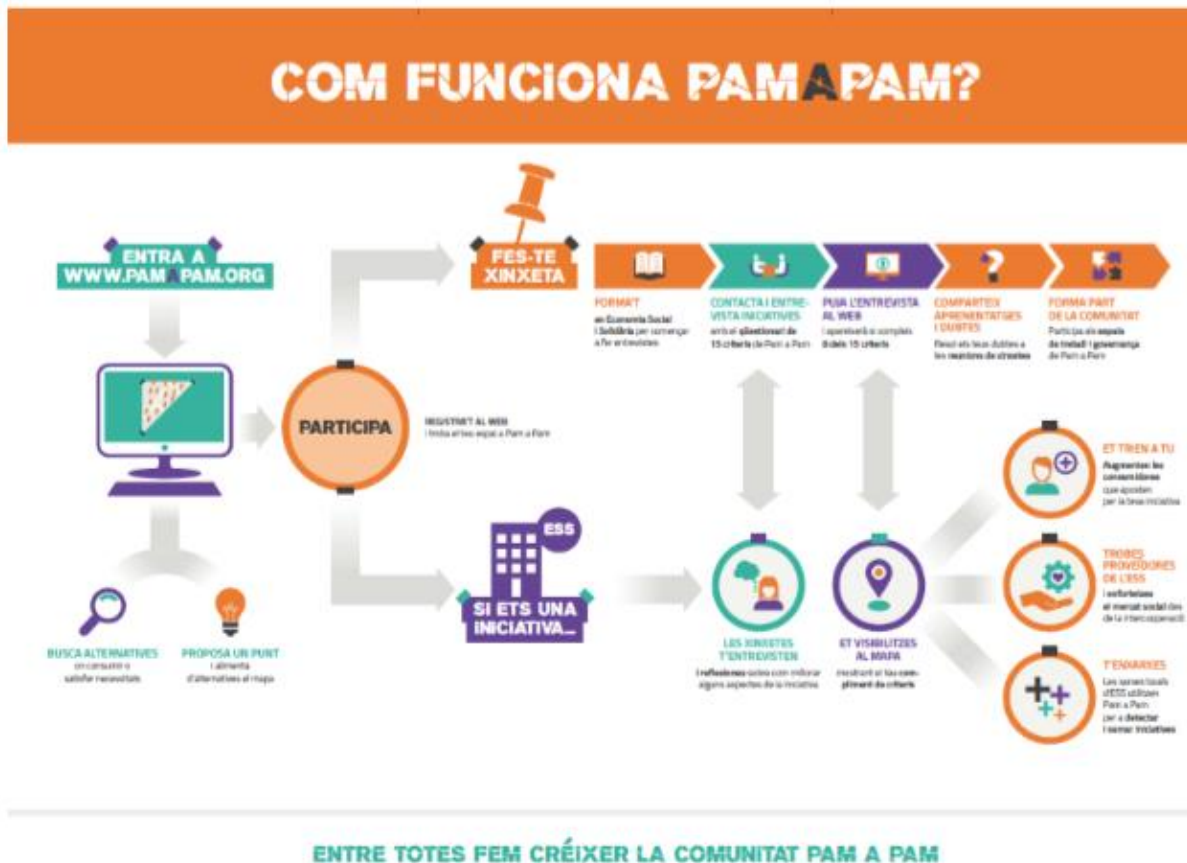 COM FUNCIONA PAMAPAM?
ENTRA A
WWW.PAMAPAM.ORG
BUSCA ALTERNATIVES
on consumir o
satisfer necessitats
PROPOSA UN PUNT
i alimenta
d'alternatives el mapa
PARTICIPA
REGISTRA'T AL WEB
i troba el teu espai a Pam a Pam
FES-TE
XINXETA
FORMA'T
en Economia Social
i Solidària per començar
a fer entrevistes
CONTACTA I ENTRE-
VISTA INICIATIVES
amb el qüestionari de
15 criteris de Pam a Pam
PUJA L'ENTREVISTA
AL WEB
i apareixerà si compleix
8 dels 15 criteris
COMPARTEIX
APRENENTATGES
I DUBTES
Resol els teus dubtes a
les reunions de xinxetes
FORMA PART
DE LA COMUNITAT
Participa als espais
de treball i governança
de Pam a Pam
ESS
SI ETS UNA
INICIATIVA...
LES XINXETES
T'ENTREVISTEN
i reflexiones sobre com millorar
alguns aspectes de la iniciativa
ET VISIBILITZES
AL MAPA
mostrant el teu com-
pliment de criteris
ET TRIEN A TU
Augmenten les
consumidores
que aposten
per la teva iniciativa
TROBES
PROVEÏDORES
DE L'ESS
i enforteixes
el mercat social des
de la intercooperació
T'ENXARXES
Les xarxes locals
d'ESS utilitzen
Pam a Pam
per a detectar
i sumar iniciatives
ENTRE TOTES FEM CRÉIXER LA COMUNITAT PAM A PAM